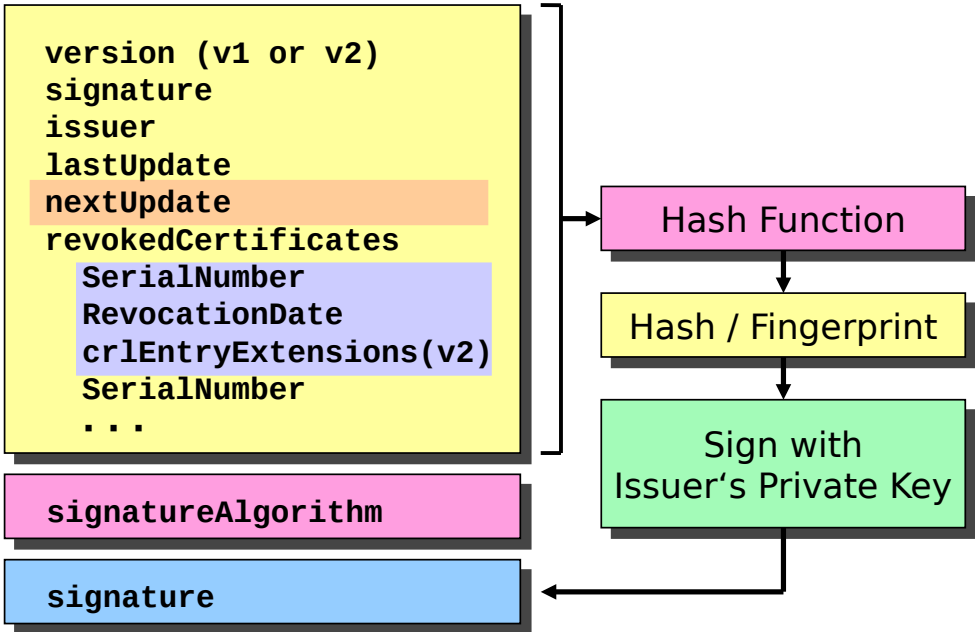 version (v1 or v2)
signature
issuer
lastUpdate
nextUpdate
revokedCertificates
SerialNumber
RevocationDate
crlEntryExtensions(v2)
SerialNumber
...
signatureAlgorithm
signature
Hash Function
Hash / Fingerprint
Sign with
Issuer‘s Private Key